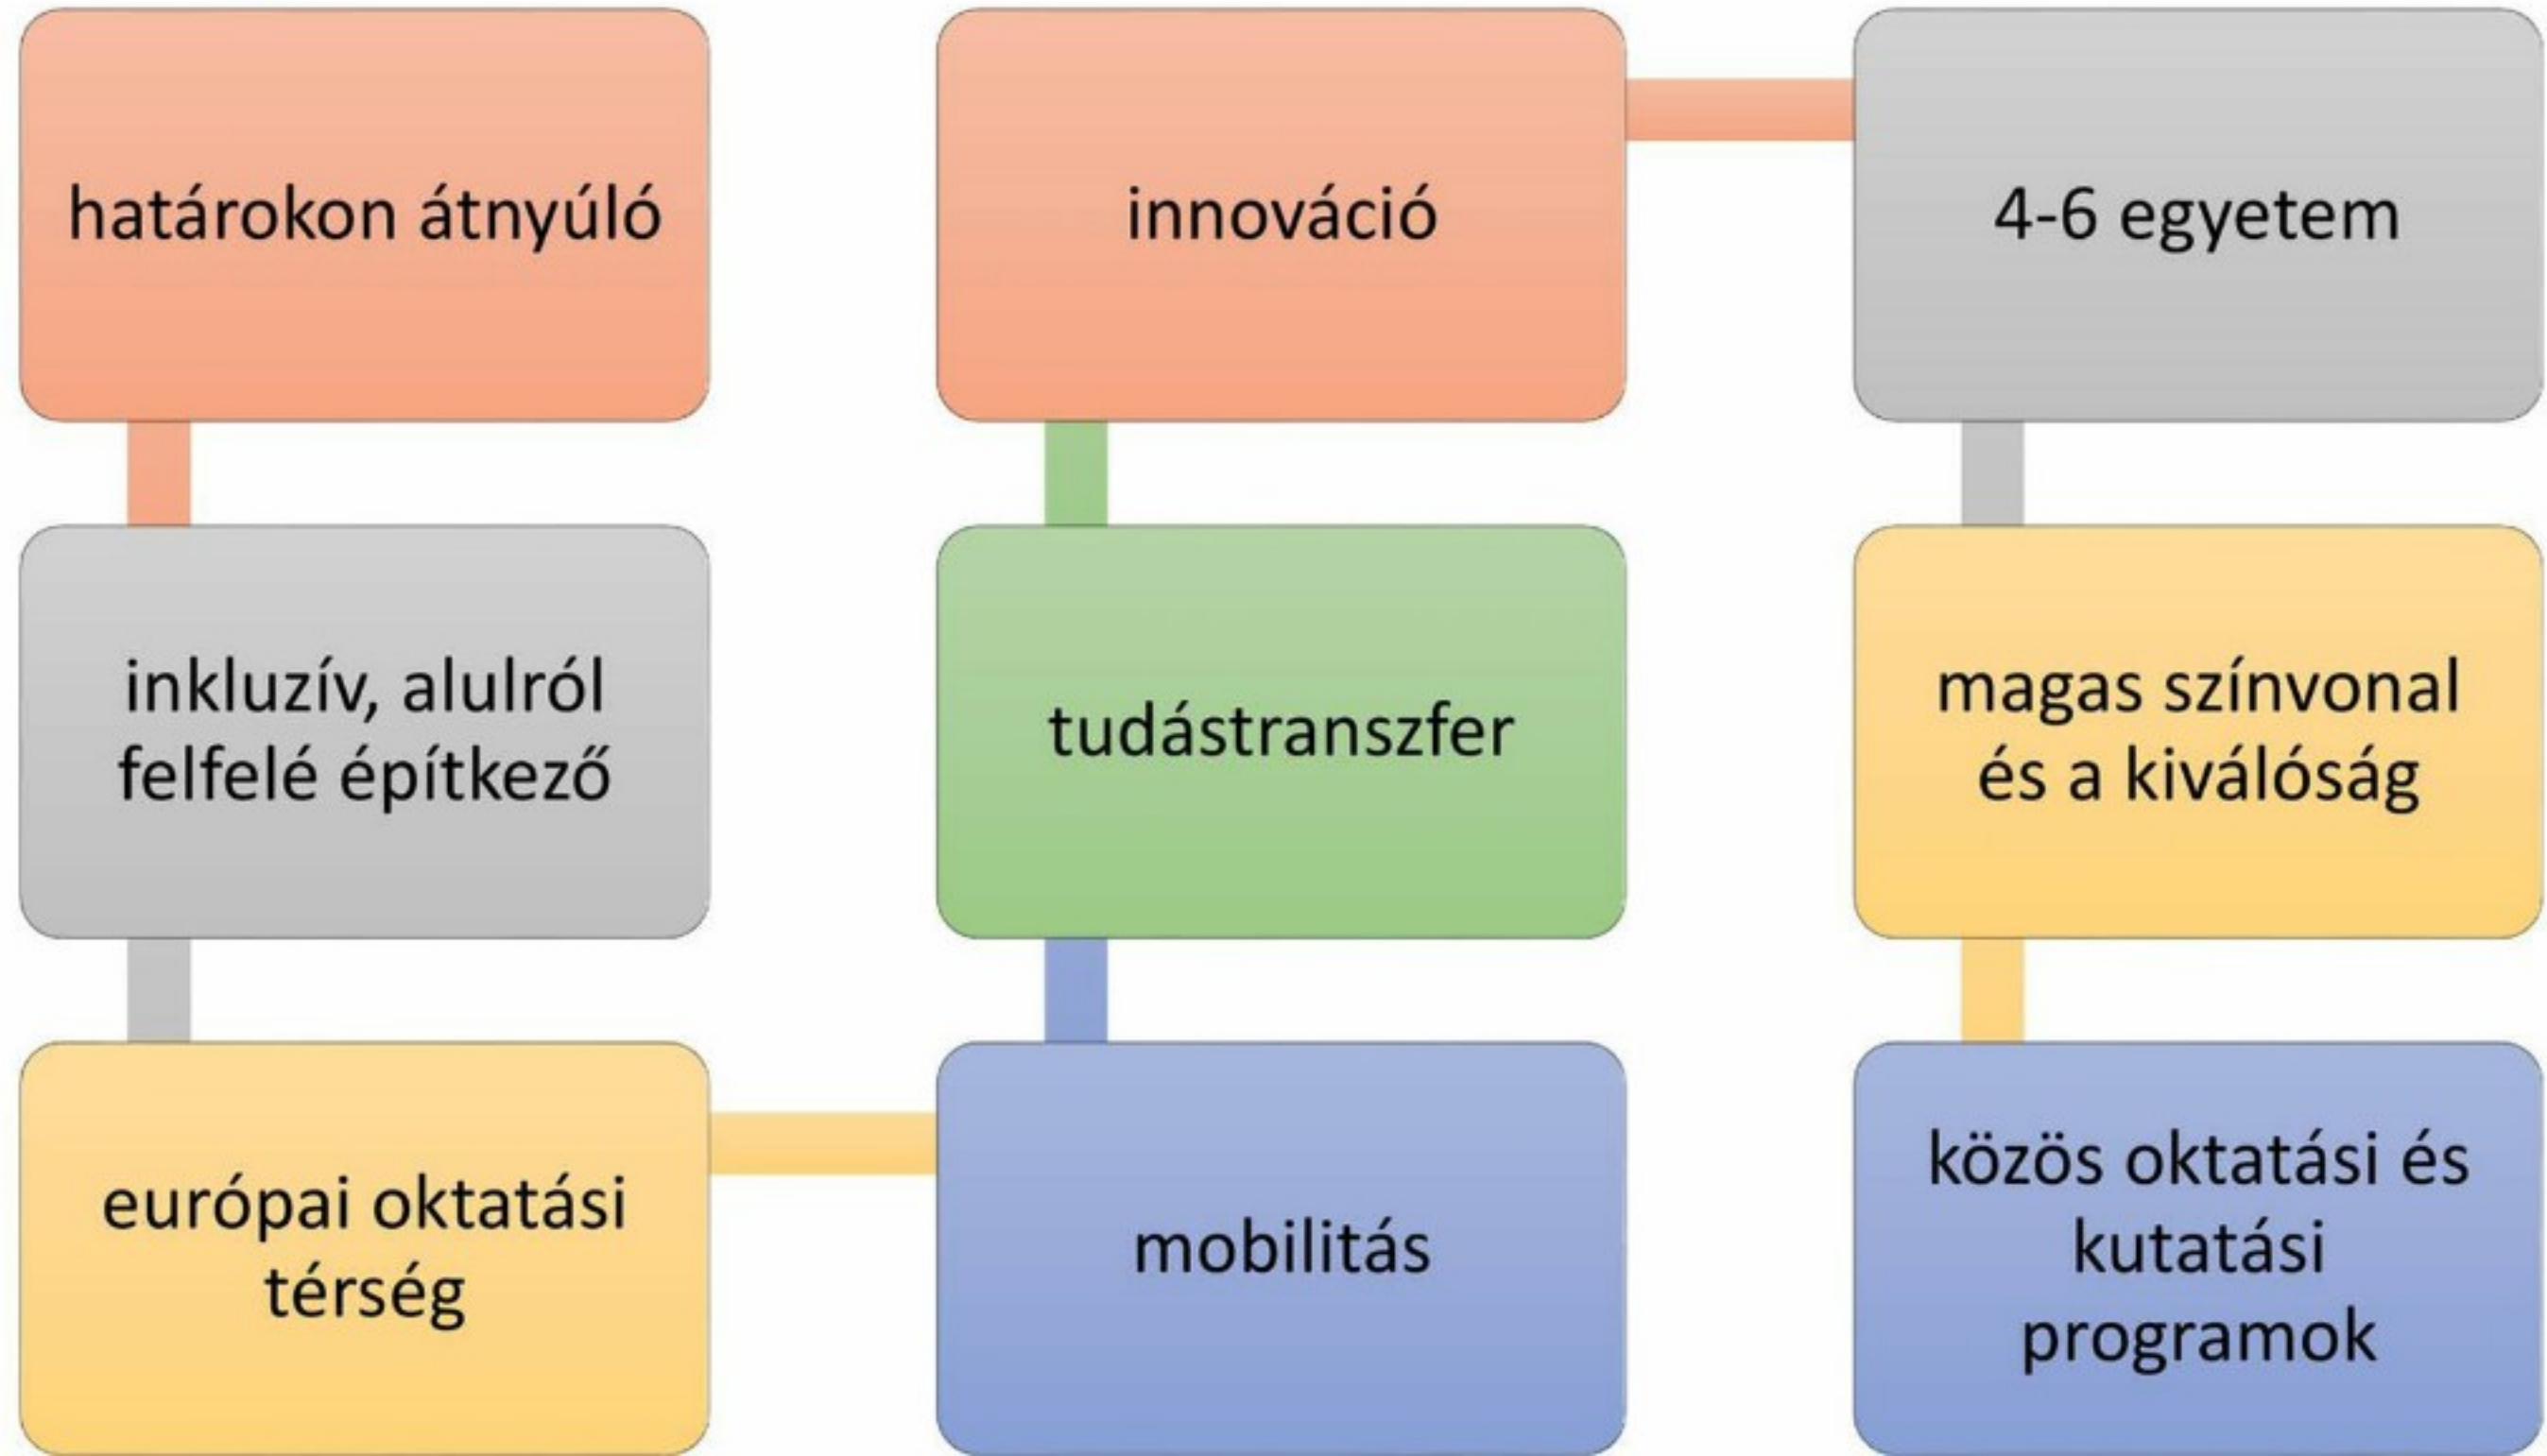 határokon átnyúló
inkluzív, alulról
felfelé építkező
európai oktatási
térség
mobilitás
tudástranszfer
innováció
4-6 egyetem
magas színvonal
és a kiválóság
közös oktatási és
kutatási
programok